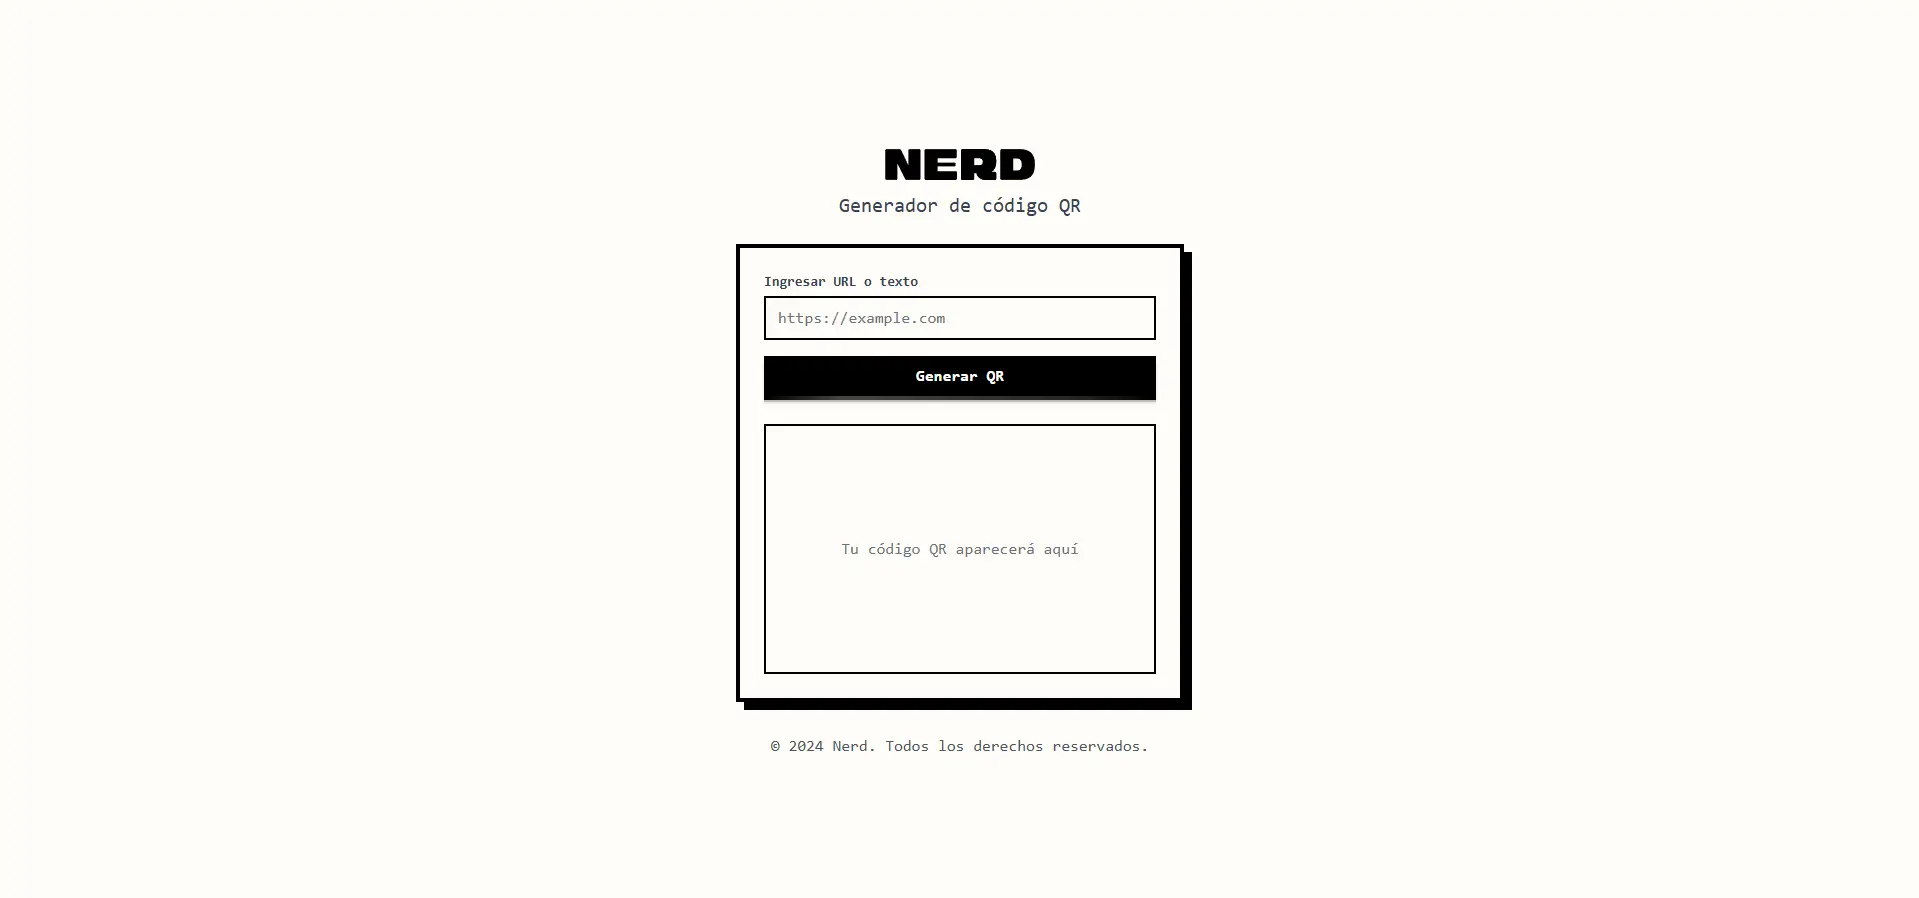 NERD
Generador de código QR
Ingresar URL o texto
https://example.com
Generar QR
Tu código QR aparecerá aquí
© 2024 Nerd. Todos los derechos reservados.